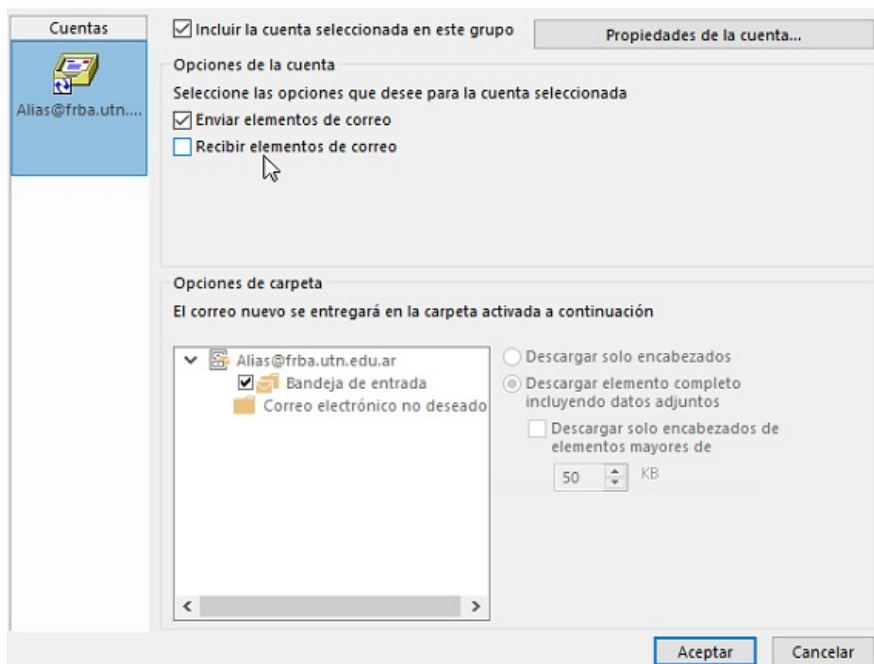 Cuentas
Alias@frba.utn....
Incluir la cuenta seleccionada en este grupo
Propiedades de la cuenta...
Opciones de la cuenta
Seleccione las opciones que desee para la cuenta seleccionada
Enviar elementos de correo
Recibir elementos de correo
Opciones de carpeta
El correo nuevo se entregará en la carpeta activada a continuación
Alias@frba.utn.edu.ar
Bandeja de entrada
Correo electrónico no deseado
Descargar solo encabezados
Descargar elemento completo
incluyendo datos adjuntos
Descargar solo encabezados de
elementos mayores de
50 KB
Aceptar
Cancelar